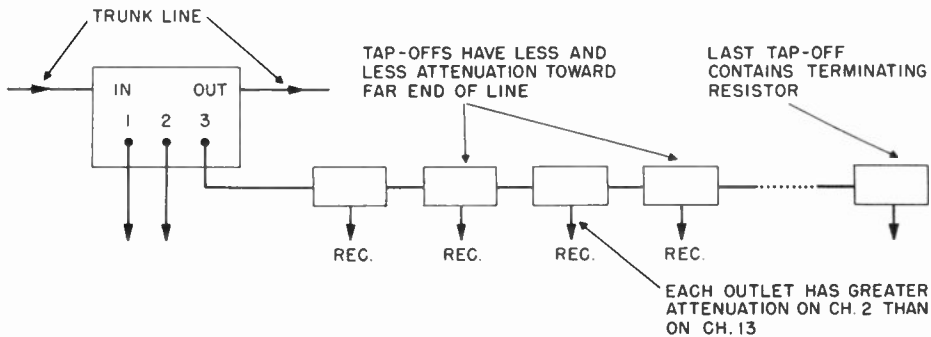 TRUNK LINE
TAP-OFFS HAVE LESS AND
LESS ATTENUATION TOWARD
FAR END OF LINE
LAST TAP-OFF
CONTAINS TERMINATING
RESISTOR
IN OUT
1 2 3
REC. REC. REC. REC.
EACH OUTLET HAS GREATER
ATTENUATION ON CH. 2 THAN
ON CH. 13